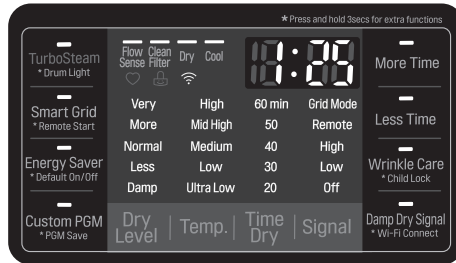 * Press and hold 3secs for extra functions
TurboSteam
* Drum Light
Smart Grid
* Remote Start
Energy Saver
* Default On/Off
Custom PGM
* PGM Save
Flow Sense
Clean Filter
Dry
Cool
1:25
Very High 60 min Grid Mode
More Mid High 50 Remote
Normal Medium 40 High
Less Low 30 Low
Damp Ultra Low 20 Off
Dry Level
Temp.
Time Dry
Signal
More Time
Less Time
Wrinkle Care
* Child Lock
Damp Dry Signal
* Wi-Fi Connect